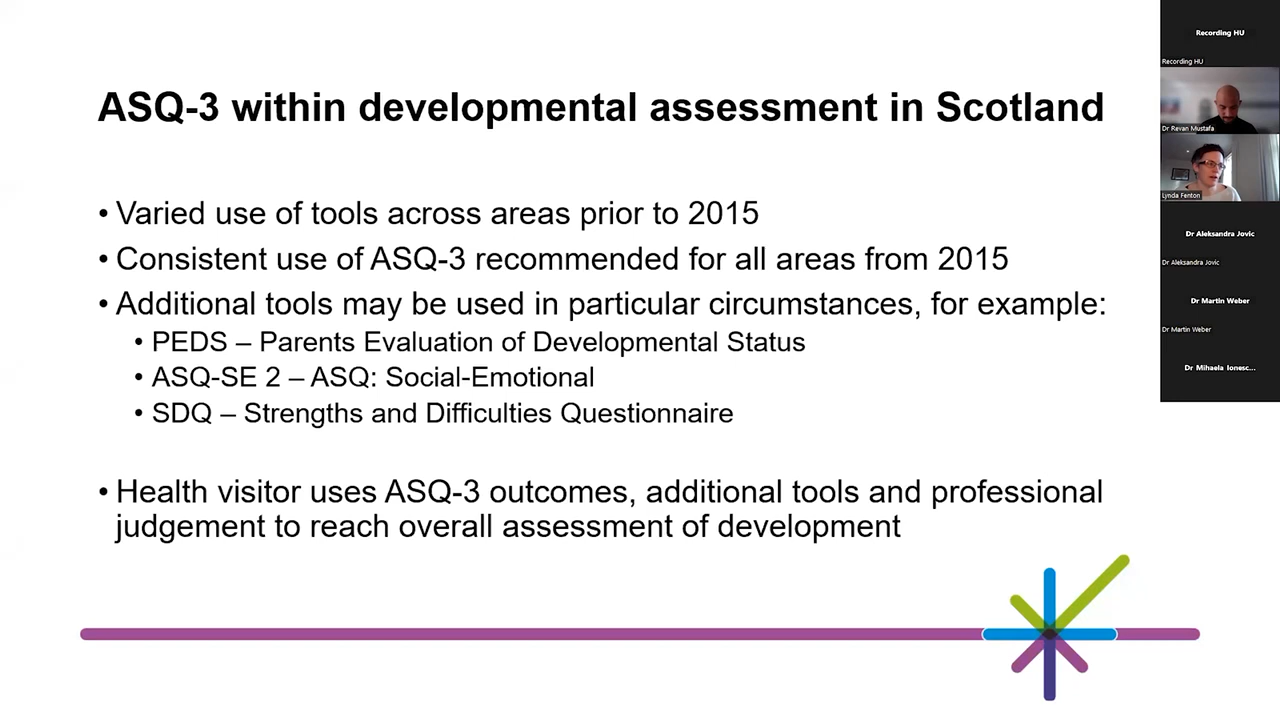 ASQ-3 within developmental assessment in Scotland
• Varied use of tools across areas prior to 2015
• Consistent use of ASQ-3 recommended for all areas from 2015
• Additional tools may be used in particular circumstances, for example:
• PEDS – Parents Evaluation of Developmental Status
• ASQ-SE 2 – ASQ: Social-Emotional
• SDQ – Strengths and Difficulties Questionnaire
• Health visitor uses ASQ-3 outcomes, additional tools and professional
judgement to reach overall assessment of development
Recording HU
Recording HU
Dr Revan Mustafa
Lynda Fenton
Dr Aleksandra Jovic
Dr Aleksandra Jovic
Dr Martin Weber
Dr Martin Weber
Dr Mihaela Ionesc...